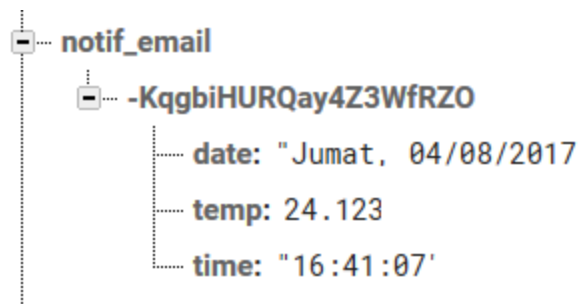 notif_email
-KqgbiHURQay4Z3WfRZO
date: "Jumat, 04/08/2017
temp: 24.123
time: "16:41:07'